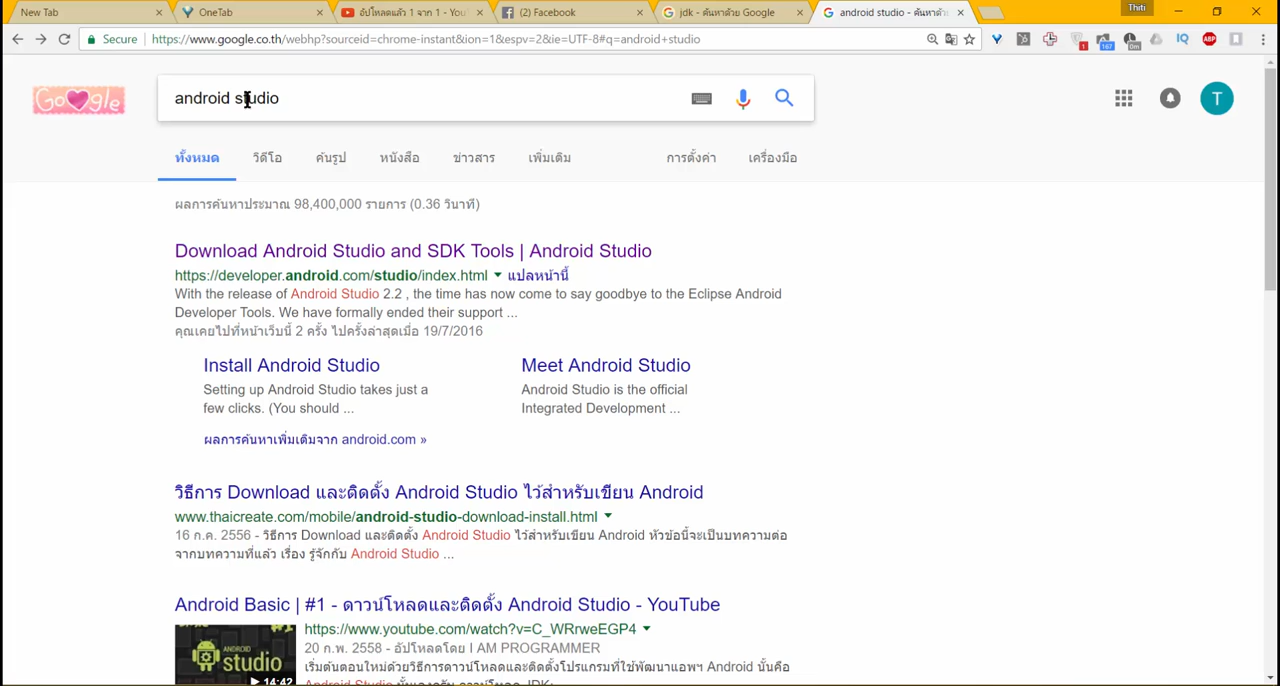 New Tab
OneTab
อัปโหลดแล้ว 1 จาก 1 - You
(2) Facebook
jdk - ค้นหาด้วย Google
android studio - ค้นหาด้ว
Thiti
Secure
https://www.google.co.th/webhp?sourceid=chrome-instant&ion=1&espv=2&ie=UTF-8#q=android+studio
1
167
0m
IQ
ABP
Google
android studio
T
ทั้งหมด
วิดีโอ
ค้นรูป
หนังสือ
ข่าวสาร
เพิ่มเติม
การตั้งค่า
เครื่องมือ
ผลการค้นหาประมาณ 98,400,000 รายการ (0.36 วินาที)
Download Android Studio and SDK Tools | Android Studio
https://developer.android.com/studio/index.html ▼ แปลหน้านี้
With the release of Android Studio 2.2 , the time has now come to say goodbye to the Eclipse Android
Developer Tools. We have formally ended their support ...
คุณเคยไปที่หน้าเว็บนี้ 2 ครั้ง ไปครั้งล่าสุดเมื่อ 19/7/2016
Install Android Studio
Setting up Android Studio takes just a
few clicks. (You should ...
Meet Android Studio
Android Studio is the official
Integrated Development ...
ผลการค้นหาเพิ่มเติมจาก android.com »
วิธีการ Download และติดตั้ง Android Studio ไว้สำหรับเขียน Android
www.thaicreate.com/mobile/android-studio-download-install.html ▼
16 ก.ค. 2556 - วิธีการ Download และติดตั้ง Android Studio ไว้สำหรับเขียน Android หัวข้อนี้จะเป็นบทความต่อ
จากบทความที่แล้ว เรื่อง รู้จักกับ Android Studio ...
Android Basic | #1 - ดาวน์โหลดและติดตั้ง Android Studio - YouTube
https://www.youtube.com/watch?v=C_WRrweEGP4 ▼
20 ก.พ. 2558 - อัปโหลดโดย I AM PROGRAMMER
เริ่มต้นตอนใหม่ด้วยวิธีการดาวน์โหลดและติดตั้งโปรแกรมที่ใช้พัฒนาแอพฯ Android นั้นคือ
#1
ANDROID
studio
14:42